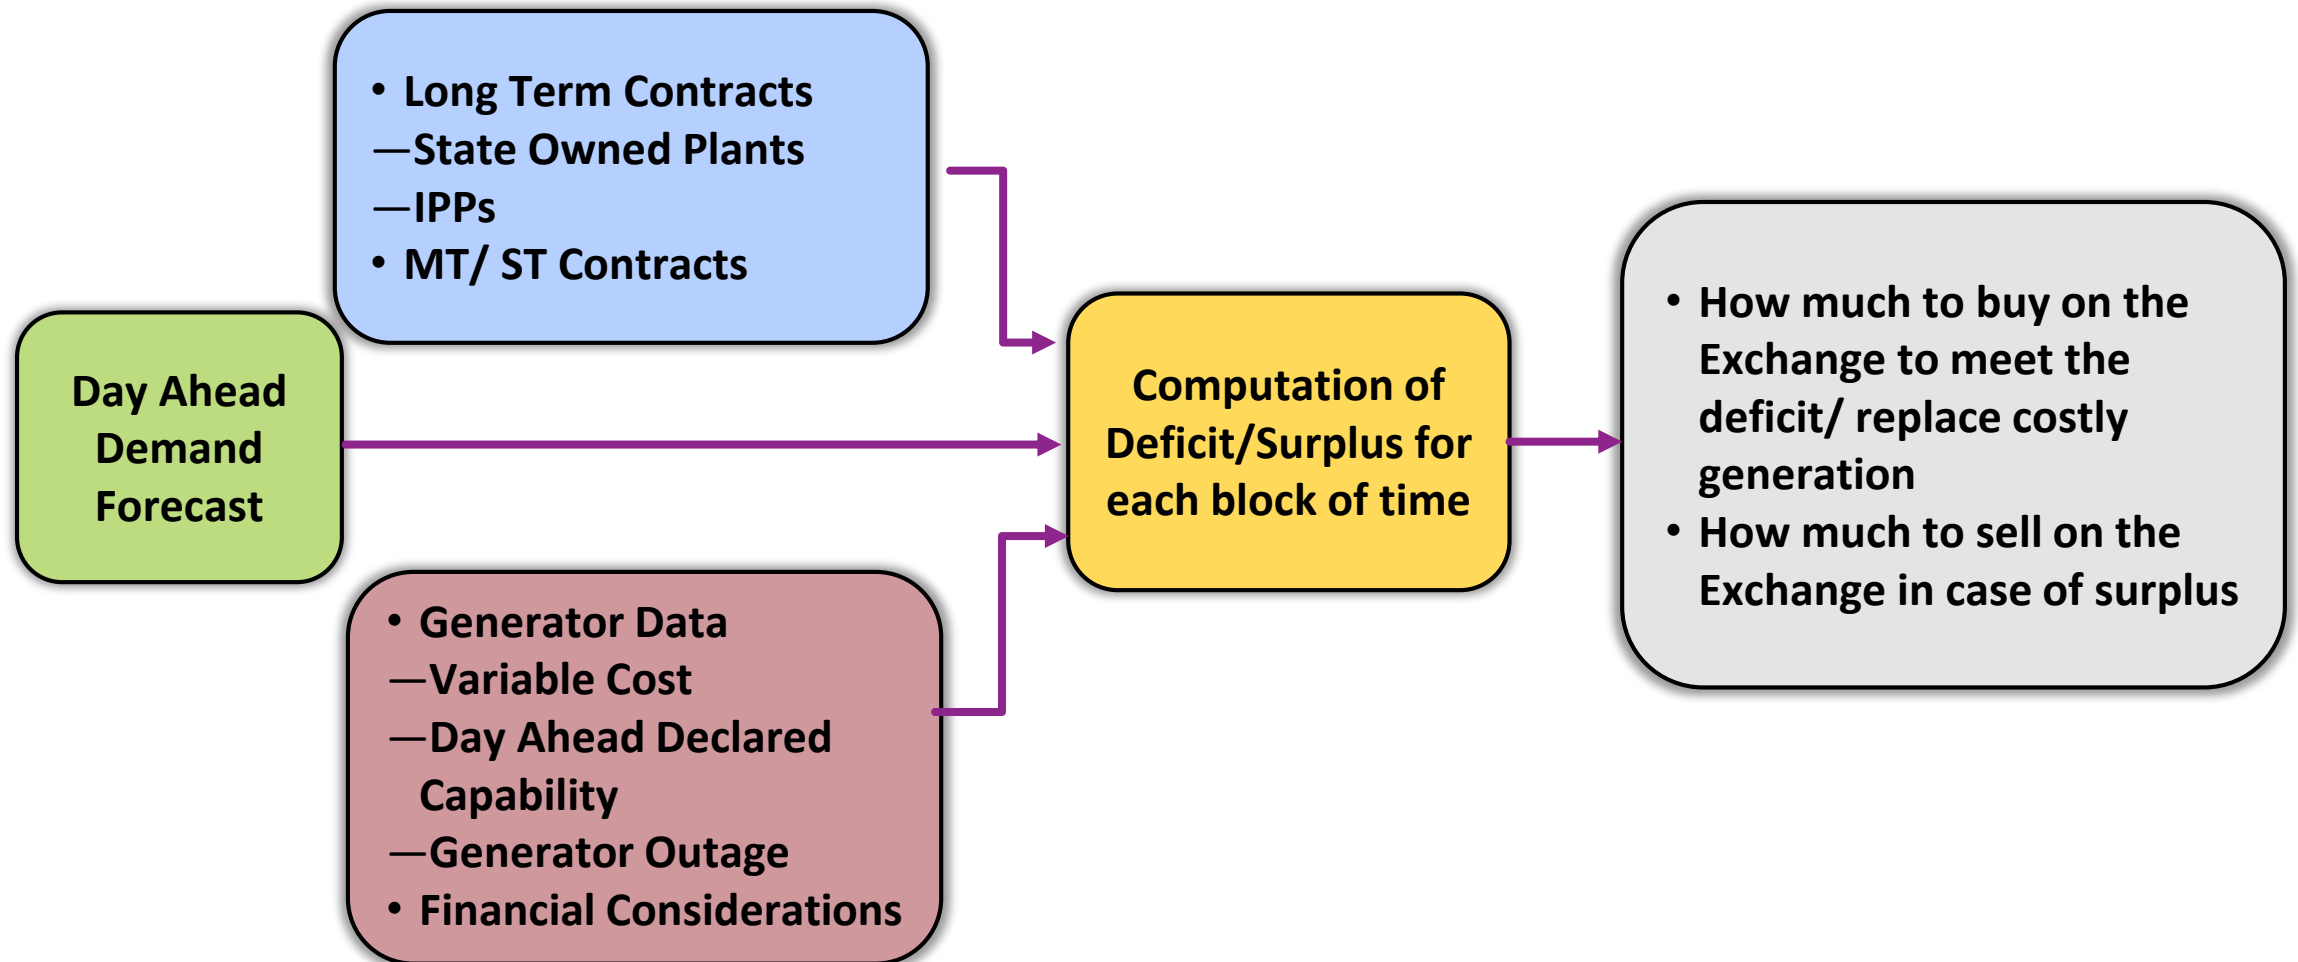 • Long Term Contracts
—State Owned Plants
—IPPs
• MT/ ST Contracts
Day Ahead
Demand
Forecast
• Generator Data
—Variable Cost
—Day Ahead Declared
Capability
—Generator Outage
• Financial Considerations
Computation of
Deficit/Surplus for
each block of time
• How much to buy on the
Exchange to meet the
deficit/ replace costly
generation
• How much to sell on the
Exchange in case of surplus